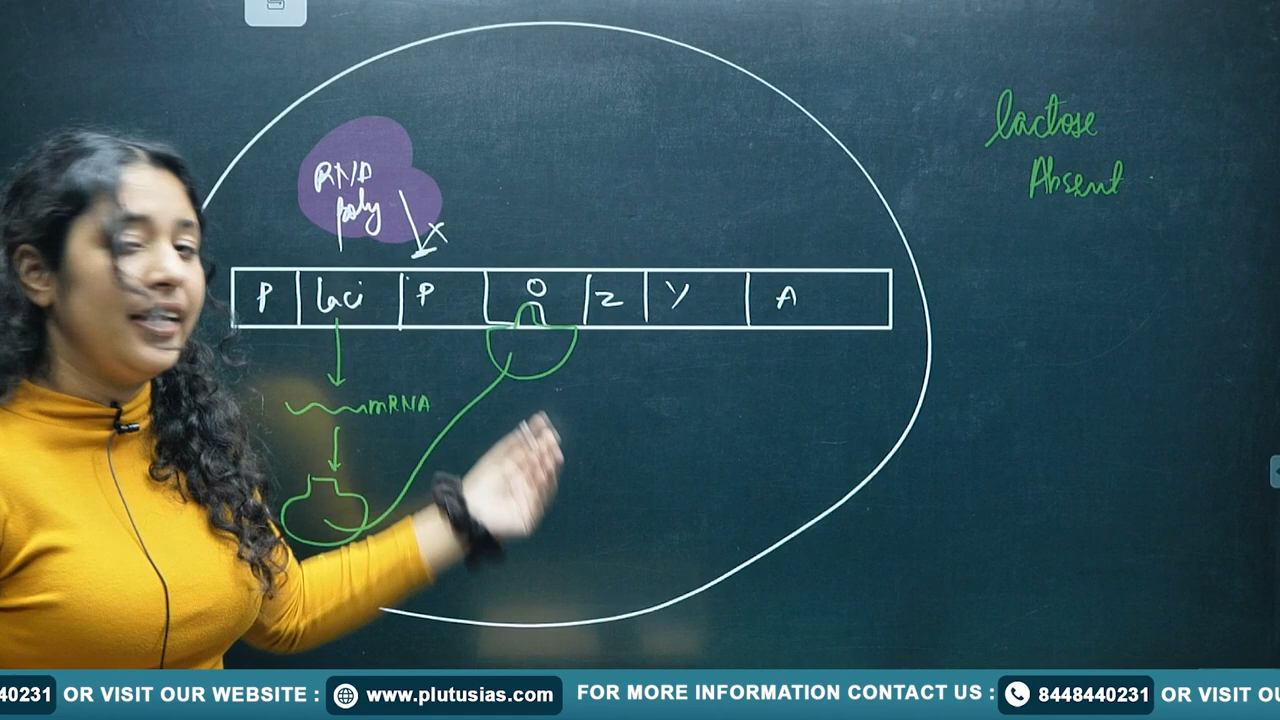 lactose
Absent
RNA
poly
x
P laci P O Z Y A
mRNA
40231 OR VISIT OUR WEBSITE : www.plutusias.com FOR MORE INFORMATION CONTACT US : 8448440231 OR VISIT OU